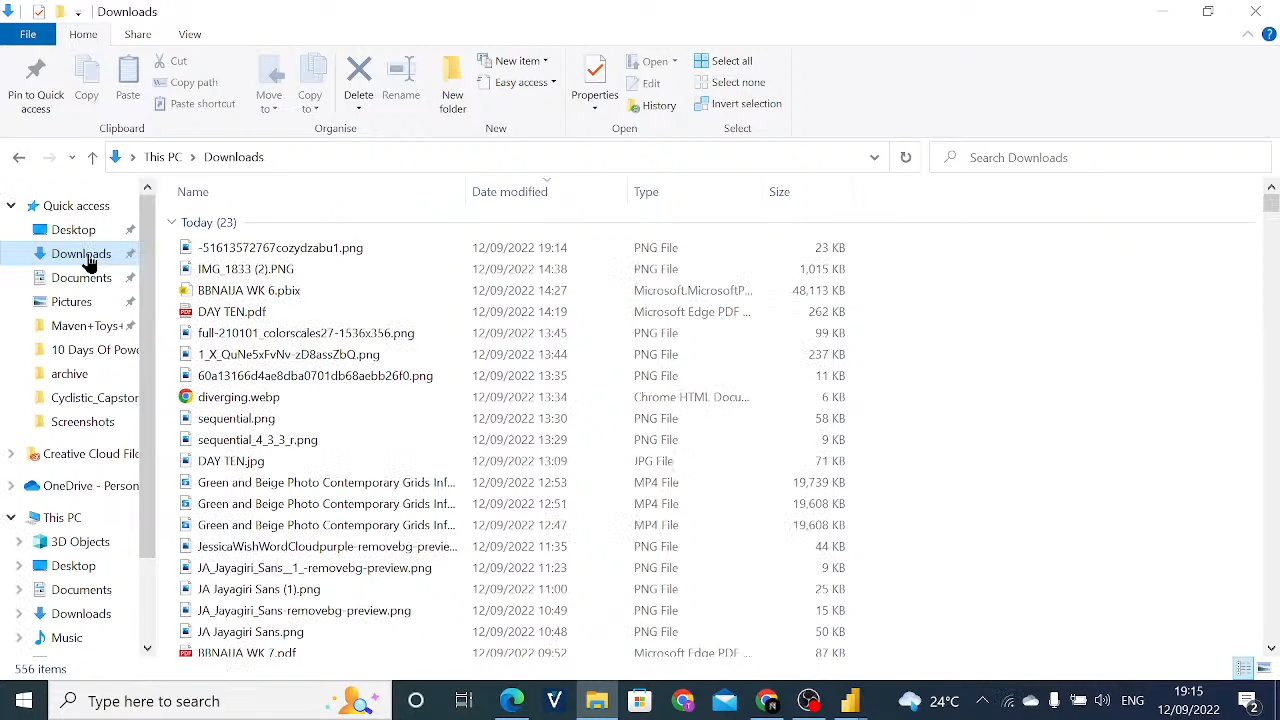 Downloads
File Home Share View
Pin to Quick access
Copy
Paste
Cut
Copy path
Paste shortcut
Clipboard
Move to
Copy to
Delete
Rename
Organise
New folder
New item
Easy access
New
Properties
Open
Edit
History
Open
Select all
Select none
Invert selection
Select
This PC > Downloads
Search Downloads
Quick access
Desktop
Downloads
Documents
Pictures
Maven+Toys+
10 Days Of Powe
archive
Cyclistic_Capstor
Screenshots
Creative Cloud File
OneDrive - Person
This PC
3D Objects
Desktop
Documents
Downloads
Music
Name Date modified Type Size
Today (23)
-51613572767cozydzabu1.png 12/09/2022 19:14 PNG File 23 KB
IMG_1833 (2).PNG 12/09/2022 14:38 PNG File 1,015 KB
BBNAIJA WK 6.pbix 12/09/2022 14:27 Microsoft.MicrosoftP... 48,113 KB
DAY TEN.pdf 12/09/2022 14:19 Microsoft Edge PDF ... 262 KB
full-210101_colorscales27-1536x356.png 12/09/2022 13:45 PNG File 99 KB
1_X_QuNe5xFvNv-zD8assZbQ.png 12/09/2022 13:44 PNG File 237 KB
60a13166d4ae8dba0701db68aebb26f0.png 12/09/2022 13:35 PNG File 11 KB
diverging.webp 12/09/2022 13:34 Chrome HTML Docu... 6 KB
sequential.png 12/09/2022 13:30 PNG File 58 KB
sequential_4_3_3_r.png 12/09/2022 13:29 PNG File 9 KB
DAY TEN.jpg 12/09/2022 13:09 JPG File 71 KB
Green and Beige Photo Contemporary Grids Inf... 12/09/2022 12:53 MP4 File 19,739 KB
Green and Beige Photo Contemporary Grids Inf... 12/09/2022 12:51 MP4 File 19,608 KB
Green and Beige Photo Contemporary Grids Inf... 12/09/2022 12:47 MP4 File 19,608 KB
JessicaWishWordCloudpurple-removebg-previe... 12/09/2022 11:35 PNG File 44 KB
JA_Jayagiri_Sans__1_-removebg-preview.png 12/09/2022 11:23 PNG File 9 KB
JA Jayagiri Sans (1).png 12/09/2022 11:00 PNG File 25 KB
JA_Jayagiri_Sans-removebg-preview.png 12/09/2022 10:49 PNG File 15 KB
JA Jayagiri Sans.png 12/09/2022 10:48 PNG File 50 KB
BBNAIJA WK 7.pdf 12/09/2022 09:52 Microsoft Edge PDF ... 87 KB
556 items
Type here to search
24°C
ENG
19:15
12/09/2022
2